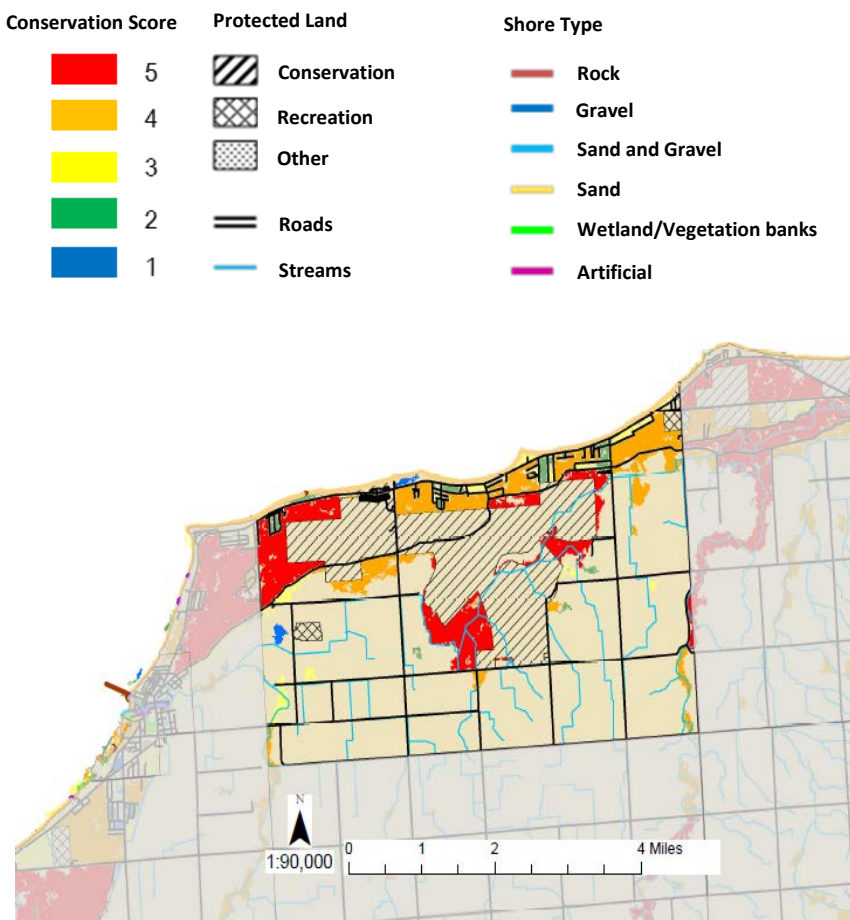 Conservation Score
5
4
3
2
1
Protected Land
Conservation
Recreation
Other
Roads
Streams
Shore Type
Rock
Gravel
Sand and Gravel
Sand
Wetland/Vegetation banks
Artificial
N
1:90,000
0 1 2 4 Miles